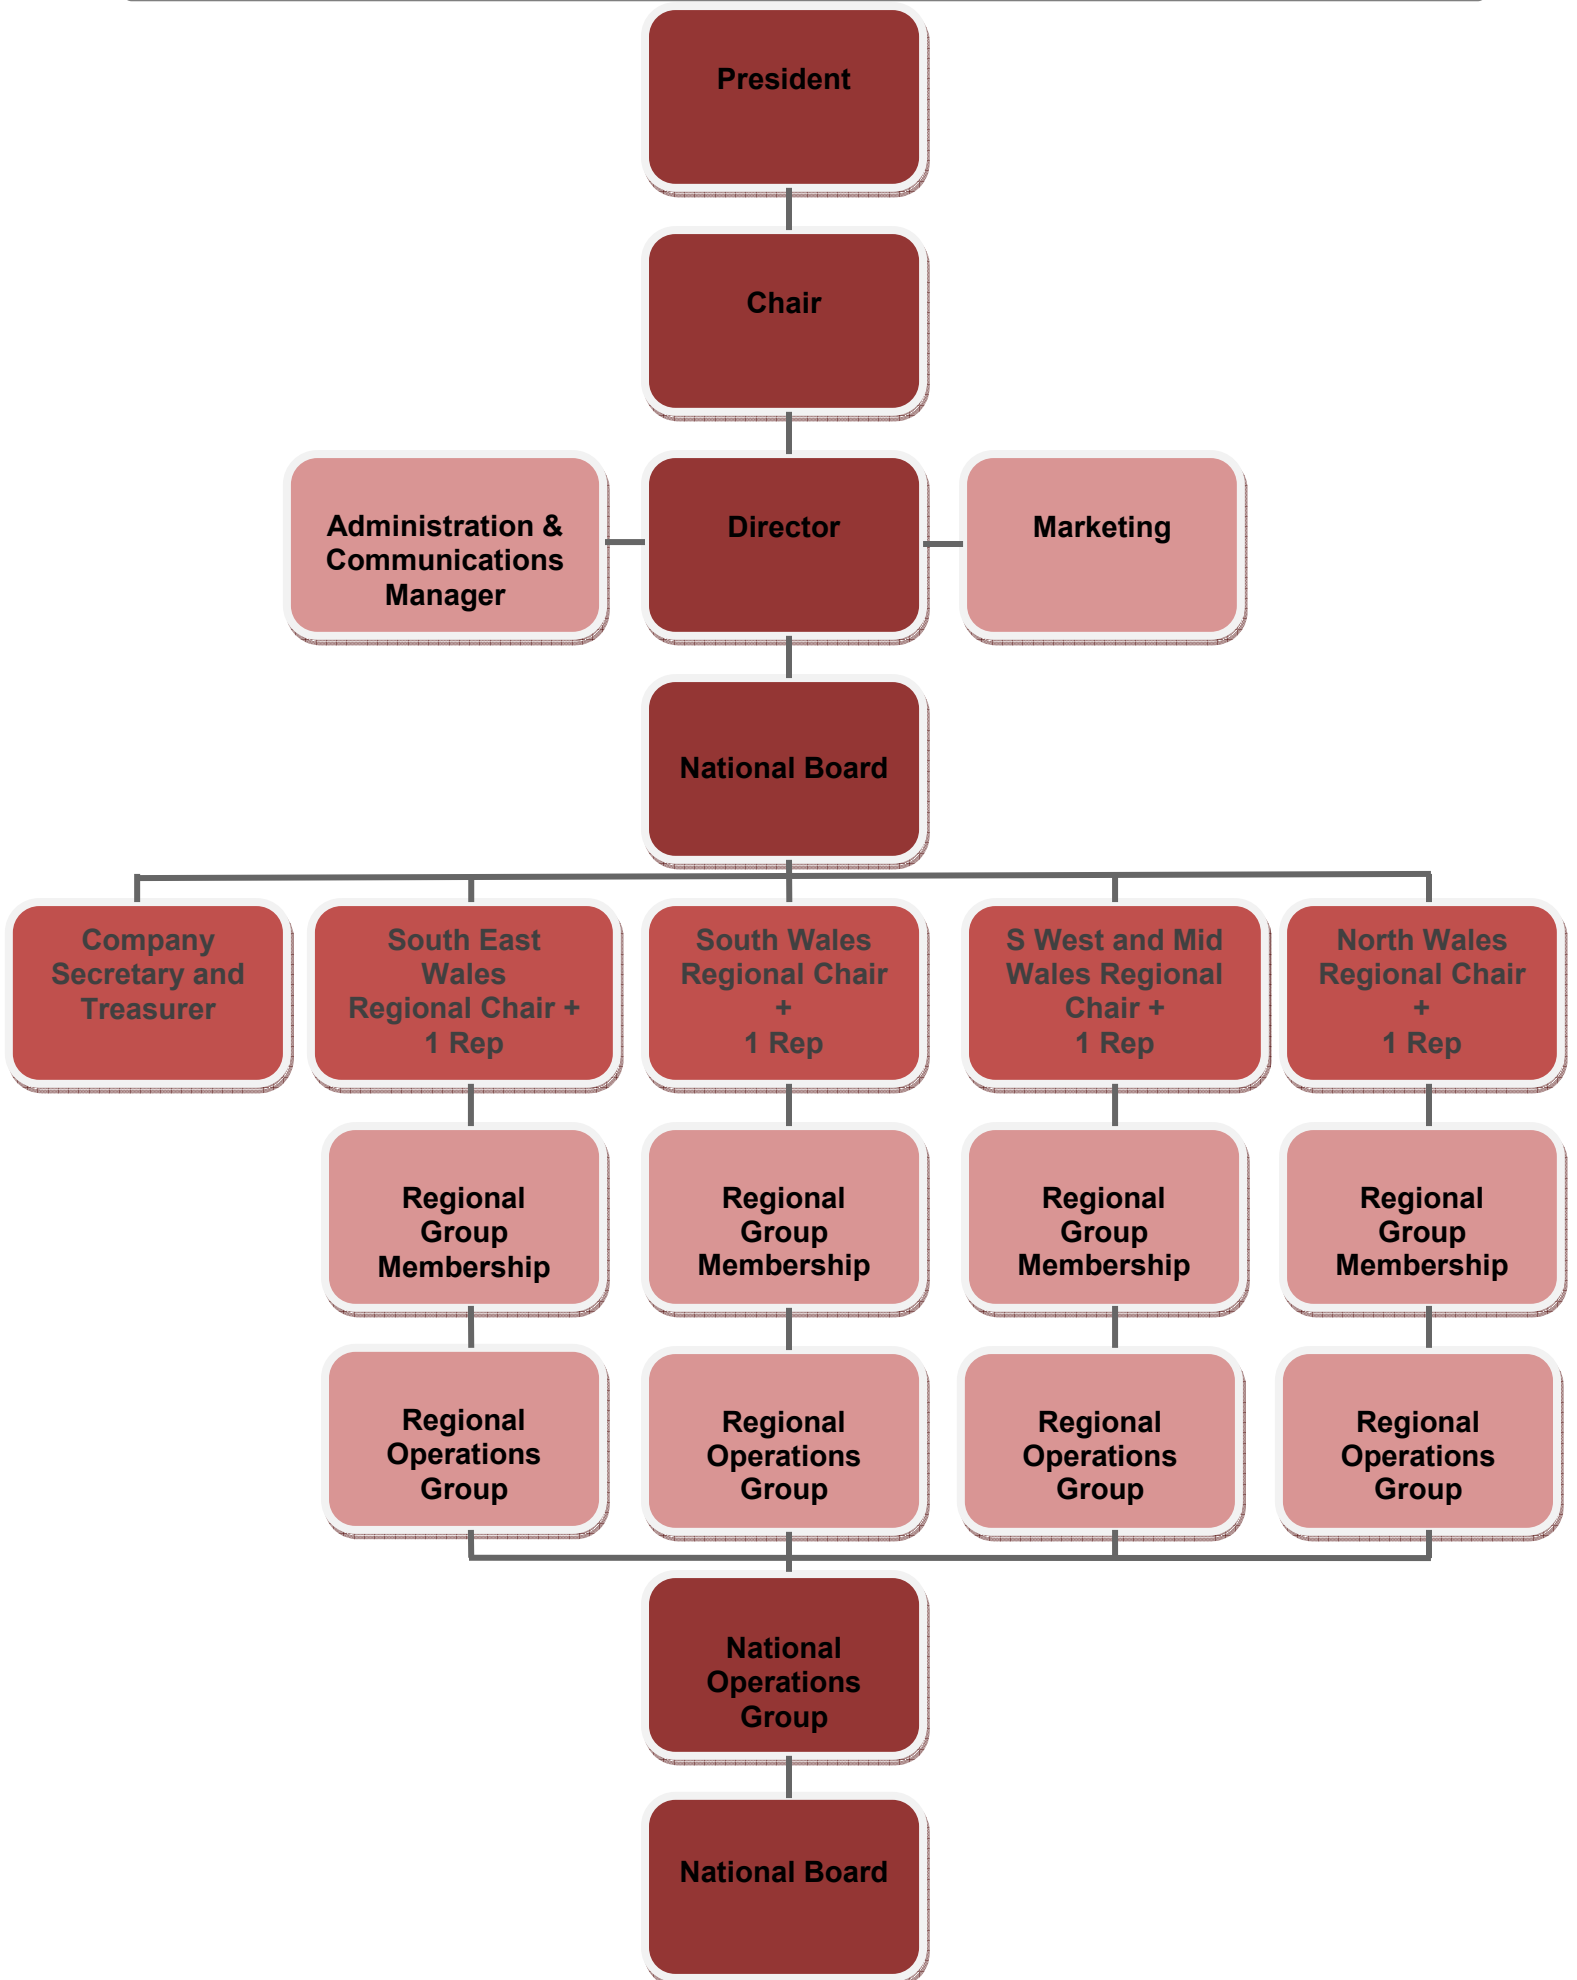 President
Chair
Administration &
Communications
Manager
Director
Marketing
National Board
Company
Secretary and
Treasurer
South East
Wales
Regional Chair +
1 Rep
South Wales
Regional Chair
+
1 Rep
S West and Mid
Wales Regional
Chair +
1 Rep
North Wales
Regional Chair
+
1 Rep
Regional
Group
Membership
Regional
Group
Membership
Regional
Group
Membership
Regional
Group
Membership
Regional
Operations
Group
Regional
Operations
Group
Regional
Operations
Group
Regional
Operations
Group
National
Operations
Group
National Board